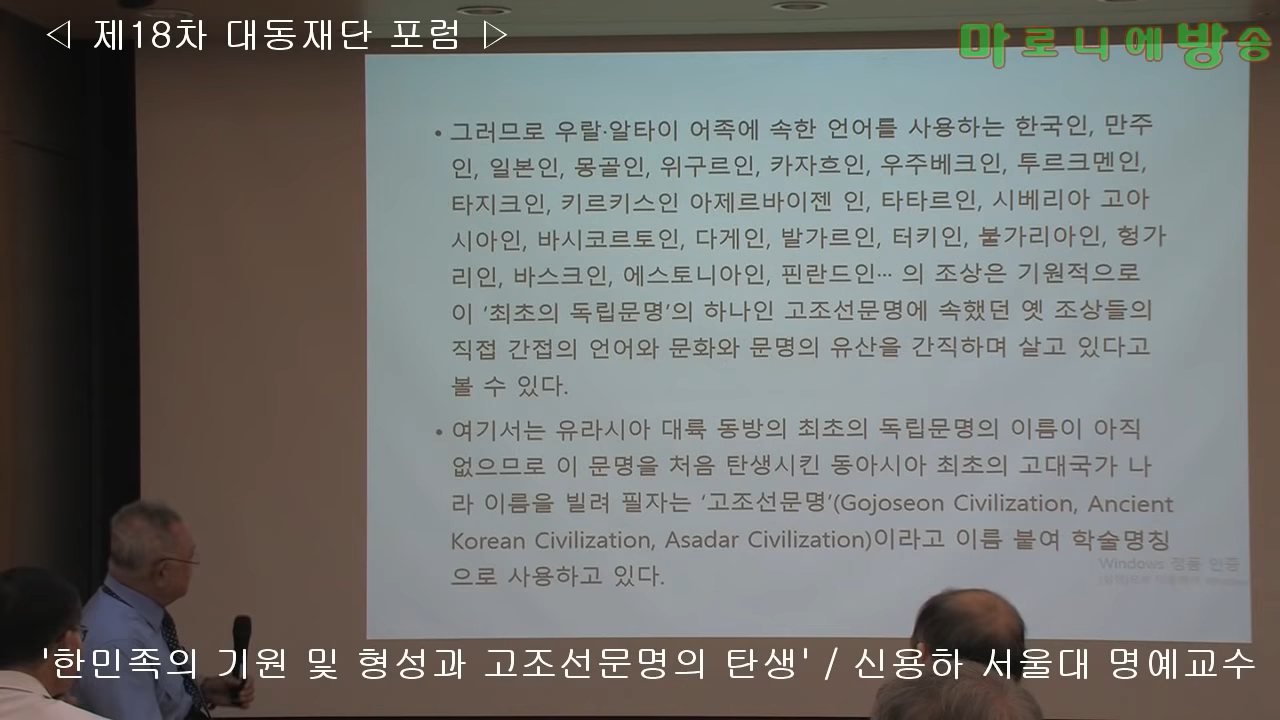 ◁ 제18차 대동재단 포럼 ▷
마로니에방송
• 그러므로 우랄·알타이 어족에 속한 언어를 사용하는 한국인, 만주
인, 일본인, 몽골인, 위구르인, 카자흐인, 우주베크인, 투르크멘인,
타지크인, 키르키스인 아제르바이젠 인, 타타르인, 시베리아 고아
시아인, 바시코르토인, 다게인, 발가르인, 터키인, 불가리아인, 헝가
리인, 바스크인, 에스토니아인, 핀란드인… 의 조상은 기원적으로
이 ‘최초의 독립문명’의 하나인 고조선문명에 속했던 옛 조상들의
직접 간접의 언어와 문화와 문명의 유산을 간직하며 살고 있다고
볼 수 있다.
• 여기서는 유라시아 대륙 동방의 최초의 독립문명의 이름이 아직
없으므로 이 문명을 처음 탄생시킨 동아시아 최초의 고대국가 나
라 이름을 빌려 필자는 ‘고조선문명’(Gojoseon Civilization, Ancient
Korean Civilization, Asadar Civilization)이라고 이름 붙여 학술명칭
으로 사용하고 있다.
Windows 정품 인증
'한민족의 기원 및 형성과 고조선문명의 탄생' / 신용하 서울대 명예교수